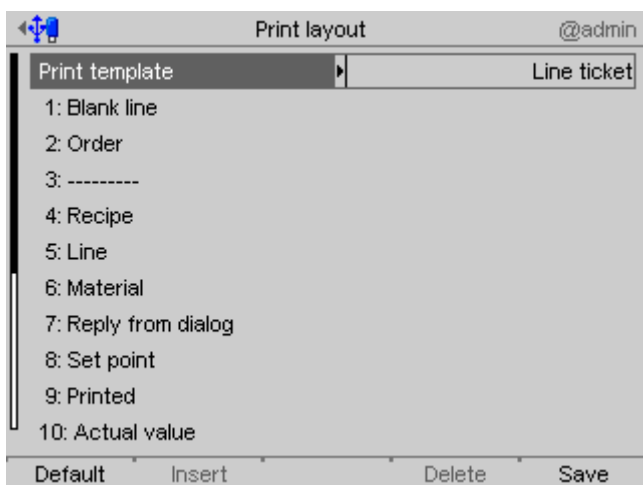 Print layout @admin
Print template Line ticket
1: Blank line
2: Order
3: ---------
4: Recipe
5: Line
6: Material
7: Reply from dialog
8: Set point
9: Printed
10: Actual value
Default Insert Delete Save